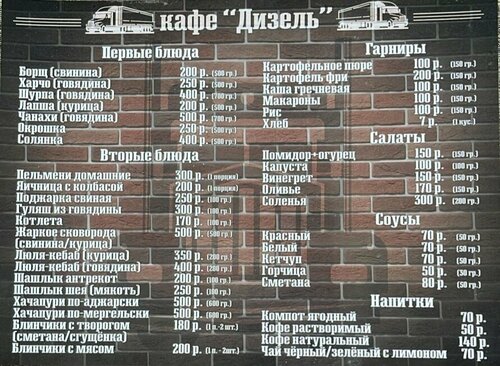 кафе "Дизель"
Первые блюда
Борщ (свинина) 200 р. (500 гр.)
Харчо (говядина) 250 р. (500 гр.)
Шурпа (говядина) 400 р. (700 гр.)
Лапша (курица) 200 р. (500 гр.)
Чанахи (говядина) 500 р. (700 гр.)
Окрошка 250 р. (500 гр.)
Солянка 400 р. (500 гр.)
Вторые блюда
Пельмени домашние 300 р. (1 порция)
Яичница с колбасой 200 р. (1 порция)
Поджарка свиная 250 р. (100 гр.)
Гуляш из говядины 300 р. (100 гр.)
Котлета 170 р. (100 гр.)
Жаркое сковорода 500 р. (500 гр.)
(свинина/курица)
Люля-кебаб (курица) 350 р. (200 гр.)
Люля-кебаб (говядина) 400 р. (200 гр.)
Шашлык антрекот 200 р. (100 гр.)
Шашлык шея (мякоть) 250 р. (100 гр.)
Хачапури по-аджарски 500 р. (600 гр.)
Хачапури по-мергельски 500 р. (600 гр.)
Блинчики с творогом 180 р. (1 п.- 2 шт.)
(сметана/сгущёнка)
Блинчики с мясом 200 р. (1 п. - 2шт.)
Гарниры
Картофельное пюре 100 р. (150 гр.)
Картофель фри 200 р. (150 гр.)
Каша гречневая 100 р. (150 гр.)
Макароны 100 р. (150 гр.)
Рис 100 р. (150 гр.)
Хлеб 7 р. (1 кус.)
Салаты
Помидор+огурец 150 р. (150 гр.)
Капуста 100 р. (100 гр.)
Винегрет 150 р. (150 гр.)
Оливье 170 р. (150 гр.)
Соленья 300 р. (280 гр.)
Соусы
Красный 70 р. (50 гр.)
Белый 70 р. (50 гр.)
Кетчуп 70 р. (50 гр.)
Горчица 50 р. (30 гр.)
Сметана 80 р. (50 гр.)
Напитки
Компот ягодный 70 р.
Кофе растворимый 50 р.
Кофе натуральный 140 р.
Чай чёрный/зелёный с лимоном 70 р.